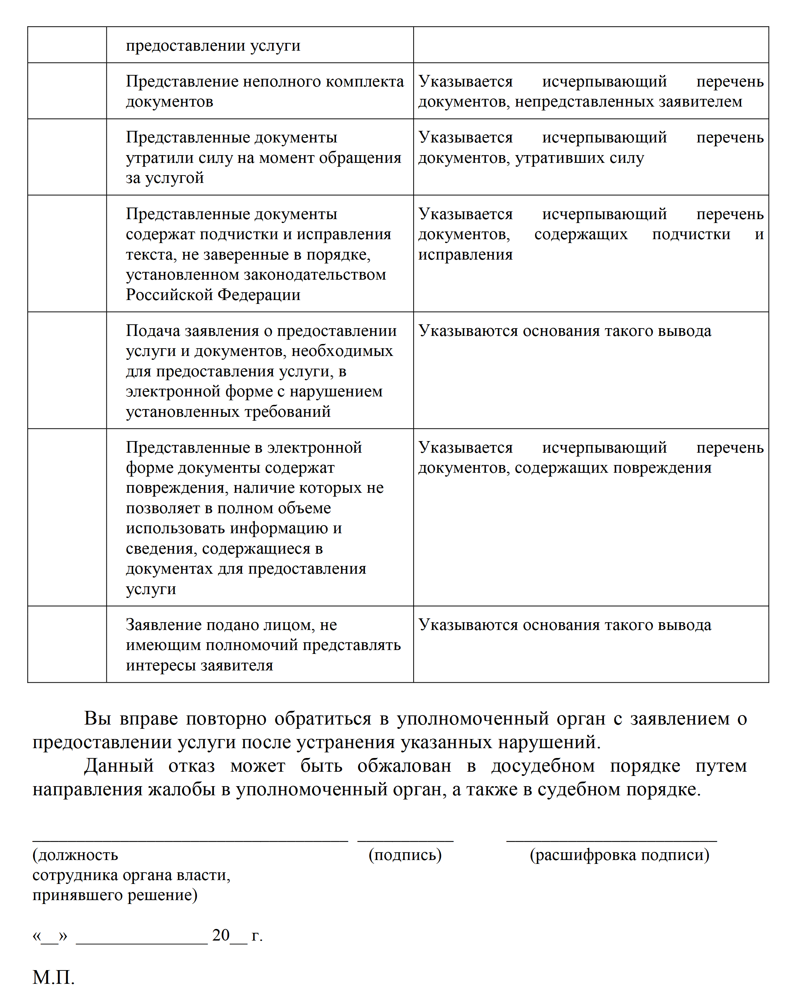 предоставлении услуги
Представление неполного комплекта
документов
Указывается исчерпывающий перечень
документов, непредставленных заявителем
Представленные документы
утратили силу на момент обращения
за услугой
Указывается исчерпывающий перечень
документов, утративших силу
Представленные документы
содержат подчистки и исправления
текста, не заверенные в порядке,
установленном законодательством
Российской Федерации
Указывается исчерпывающий перечень
документов, содержащих подчистки и
исправления
Подача заявления о предоставлении
услуги и документов, необходимых
для предоставления услуги, в
электронной форме с нарушением
установленных требований
Указываются основания такого вывода
Представленные в электронной
форме документы содержат
повреждения, наличие которых не
позволяет в полном объеме
использовать информацию и
сведения, содержащиеся в
документах для предоставления
услуги
Указывается исчерпывающий перечень
документов, содержащих повреждения
Заявление подано лицом, не
имеющим полномочий представлять
интересы заявителя
Указываются основания такого вывода
Вы вправе повторно обратиться в уполномоченный орган с заявлением о
предоставлении услуги после устранения указанных нарушений.
Данный отказ может быть обжалован в досудебном порядке путем
направления жалобы в уполномоченный орган, а также в судебном порядке.
____________________________________ ___________ ________________________
(должность (подпись) (расшифровка подписи)
сотрудника органа власти,
принявшего решение)
«__» _______________ 20__ г.
М.П.